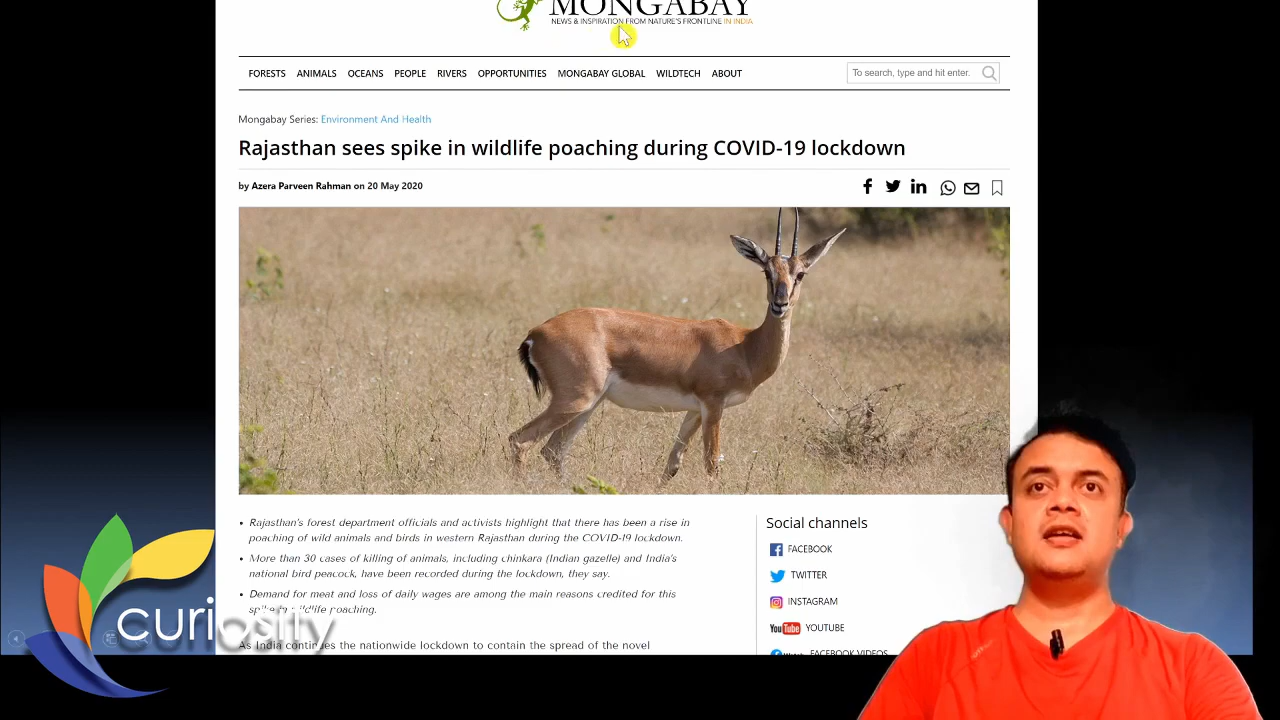 MONGABAY
NEWS & INSPIRATION FROM NATURE'S FRONTLINE IN INDIA
FORESTS ANIMALS OCEANS PEOPLE RIVERS OPPORTUNITIES MONGABAY GLOBAL WILDTECH ABOUT
To search, type and hit enter.
Mongabay Series: Environment And Health
Rajasthan sees spike in wildlife poaching during COVID-19 lockdown
by Azera Parveen Rahman on 20 May 2020
• Rajasthan's forest department officials and activists highlight that there has been a rise in
poaching of wild animals and birds in western Rajasthan during the COVID-19 lockdown.
• More than 30 cases of killing of animals, including chinkara (Indian gazelle) and India's
national bird peacock, have been recorded during the lockdown, they say.
• Demand for meat and loss of daily wages are among the main reasons credited for this
spike in wildlife poaching.
As India continues the nationwide lockdown to contain the spread of the novel
Social channels
FACEBOOK
TWITTER
INSTAGRAM
YouTube YOUTUBE
FACEBOOK VIDEOS
curiosity